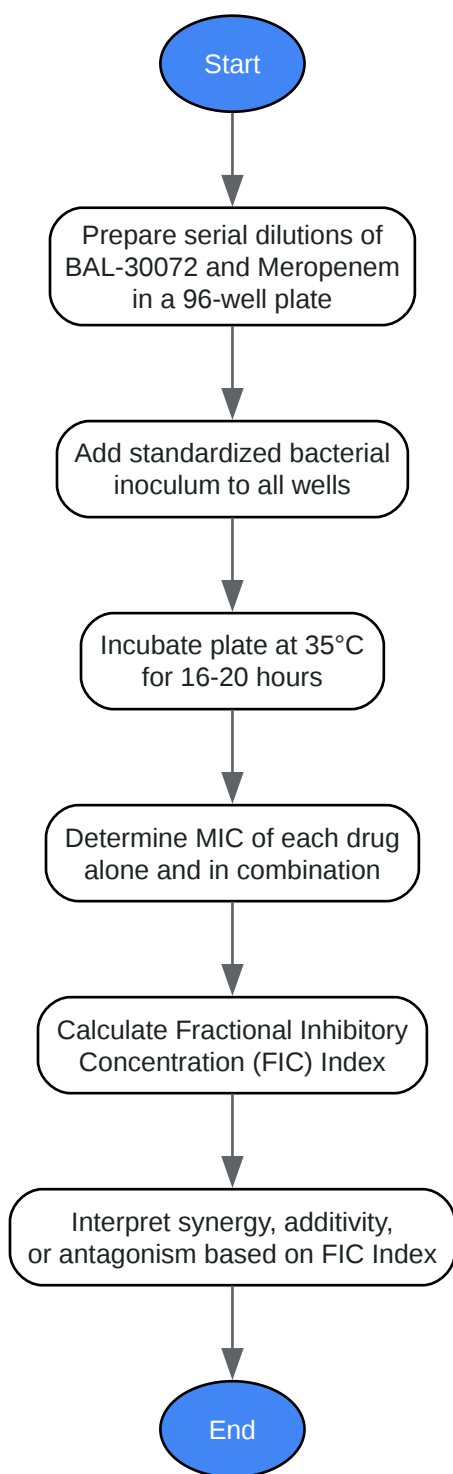 Start
Prepare serial dilutions of
BAL-30072 and Meropenem
in a 96-well plate
Add standardized bacterial
inoculum to all wells
Incubate plate at 35°C
for 16-20 hours
Determine MIC of each drug
alone and in combination
Calculate Fractional Inhibitory
Concentration (FIC) Index
Interpret synergy, additivity,
or antagonism based on FIC Index
End